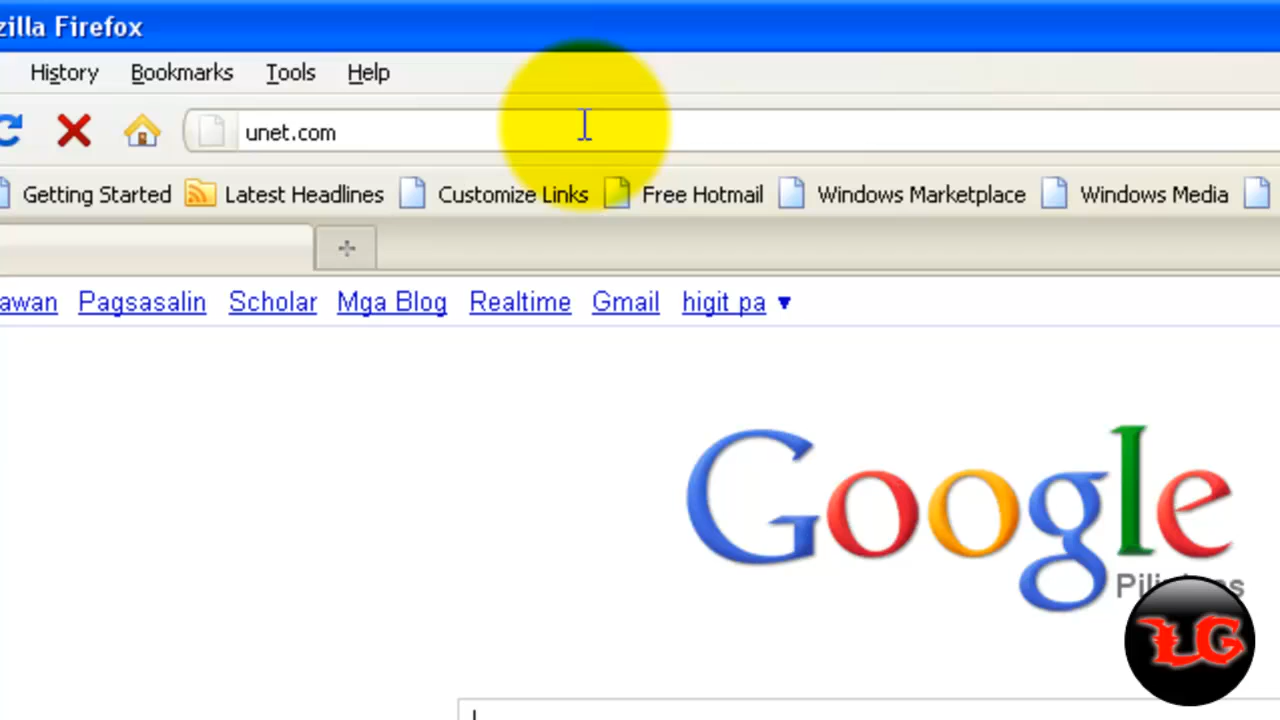 zilla Firefox
History Bookmarks Tools Help
unet.com
Getting Started Latest Headlines Customize Links Free Hotmail Windows Marketplace Windows Media
awan Pagsasalin Scholar Mga Blog Realtime Gmail higit pa ▼
Google
LG